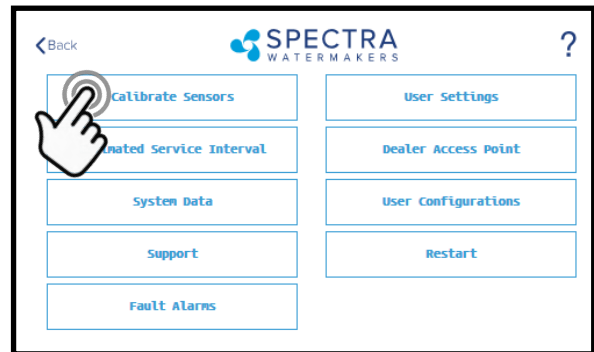 Back
SPECTRA
WATERMAKERS
?
Calibrate Sensors
User Settings
mated Service Interval
Dealer Access Point
System Data
User Configurations
Support
Restart
Fault Alarms